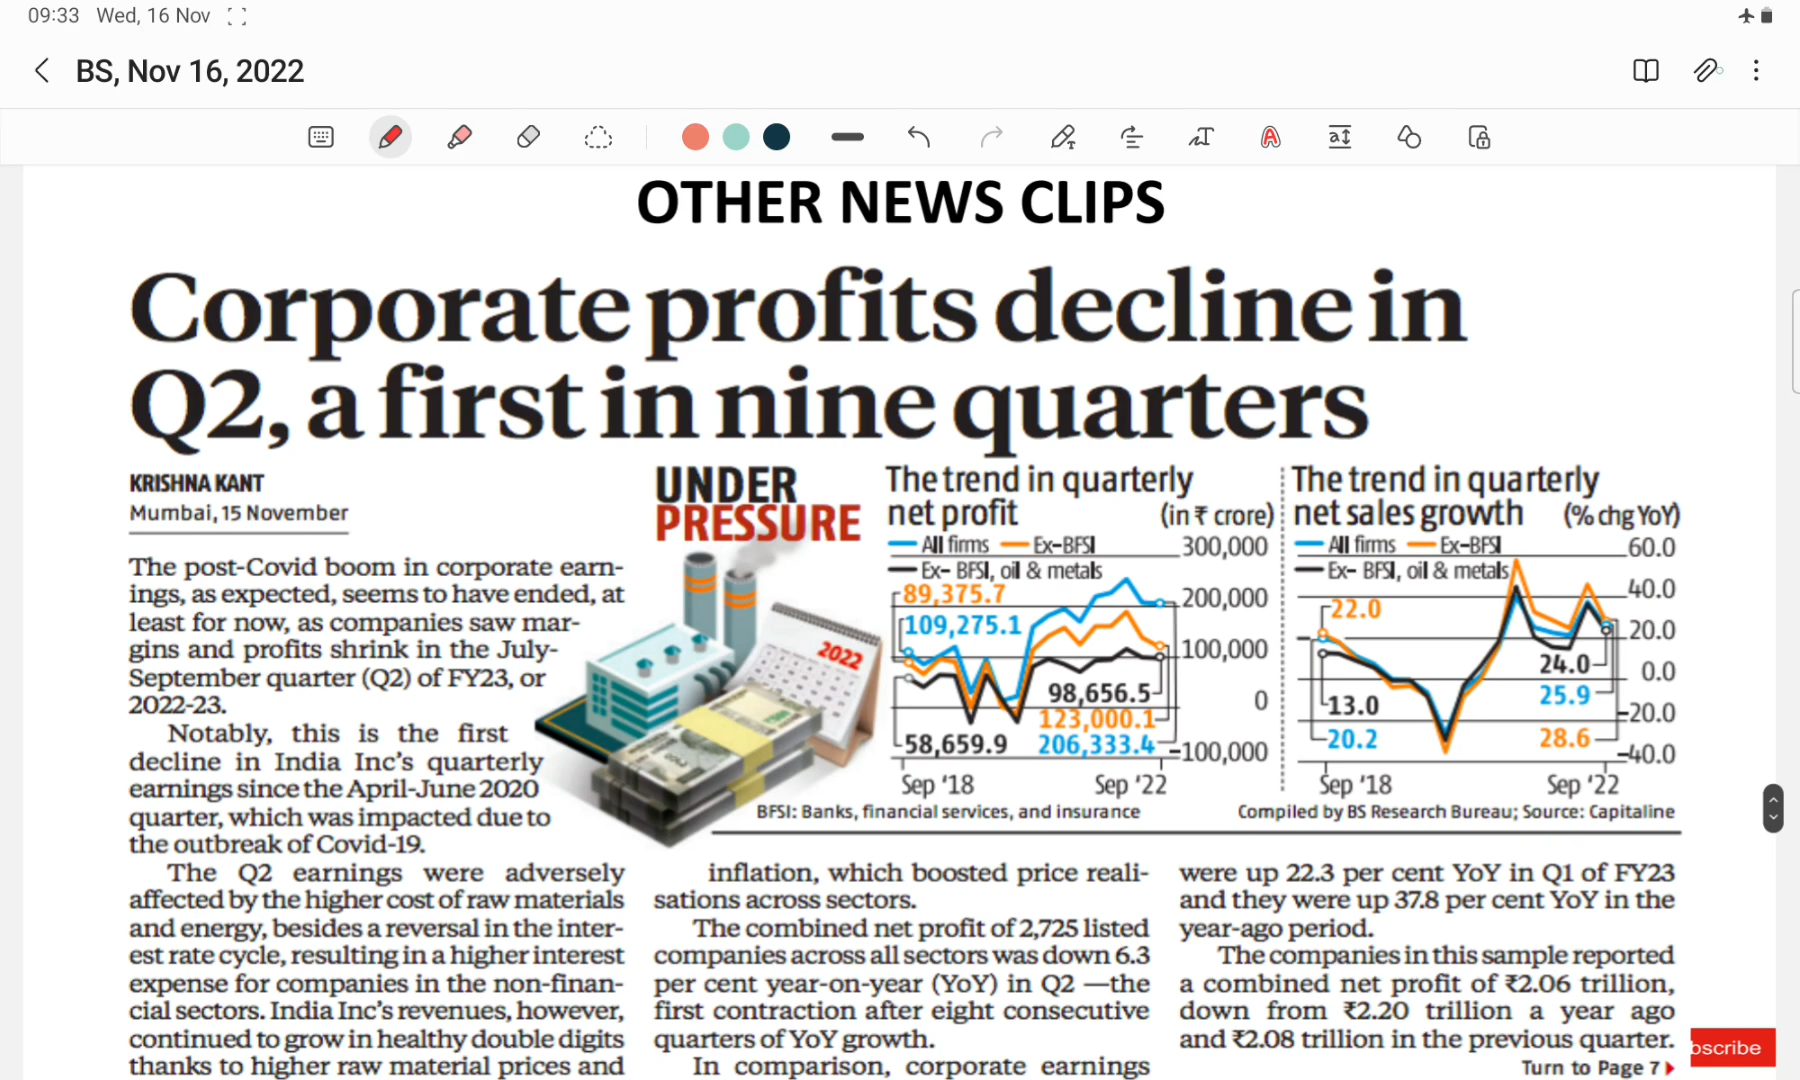 09:33 Wed, 16 Nov
BS, Nov 16, 2022
OTHER NEWS CLIPS
Corporate profits decline in
Q2, a first in nine quarters
KRISHNA KANT
Mumbai, 15 November
The post-Covid boom in corporate earn-
ings, as expected, seems to have ended, at
least for now, as companies saw mar-
gins and profits shrink in the July-
September quarter (Q2) of FY23, or
2022-23.
Notably, this is the first
decline in India Inc's quarterly
earnings since the April-June 2020
quarter, which was impacted due to
the outbreak of Covid-19.
The Q2 earnings were adversely
affected by the higher cost of raw materials
and energy, besides a reversal in the inter-
est rate cycle, resulting in a higher interest
expense for companies in the non-finan-
cial sectors. India Inc's revenues, however,
continued to grow in healthy double digits
thanks to higher raw material prices and
UNDER
PRESSURE
2022
The trend in quarterly
net profit (in ₹ crore)
All firms Ex-BFSI
Ex- BFSI, oil & metals
300,000
200,000
100,000
0
-100,000
89,375.7
109,275.1
58,659.9
98,656.5
123,000.1
206,333.4
Sep '18 Sep '22
The trend in quarterly
net sales growth (% chg YoY)
All firms Ex-BFSI
Ex- BFSI, oil & metals
60.0
40.0
20.0
0.0
-20.0
-40.0
22.0
13.0
20.2
24.0
25.9
28.6
Sep '18 Sep '22
BFSI: Banks, financial services, and insurance
Compiled by BS Research Bureau; Source: Capitaline
inflation, which boosted price reali-
sations across sectors.
The combined net profit of 2,725 listed
companies across all sectors was down 6.3
per cent year-on-year (YoY) in Q2 —the
first contraction after eight consecutive
quarters of YoY growth.
In comparison, corporate earnings
were up 22.3 per cent YoY in Q1 of FY23
and they were up 37.8 per cent YoY in the
year-ago period.
The companies in this sample reported
a combined net profit of ₹2.06 trillion,
down from ₹2.20 trillion a year ago
and ₹2.08 trillion in the previous quarter.
Turn to Page 7
bscribe